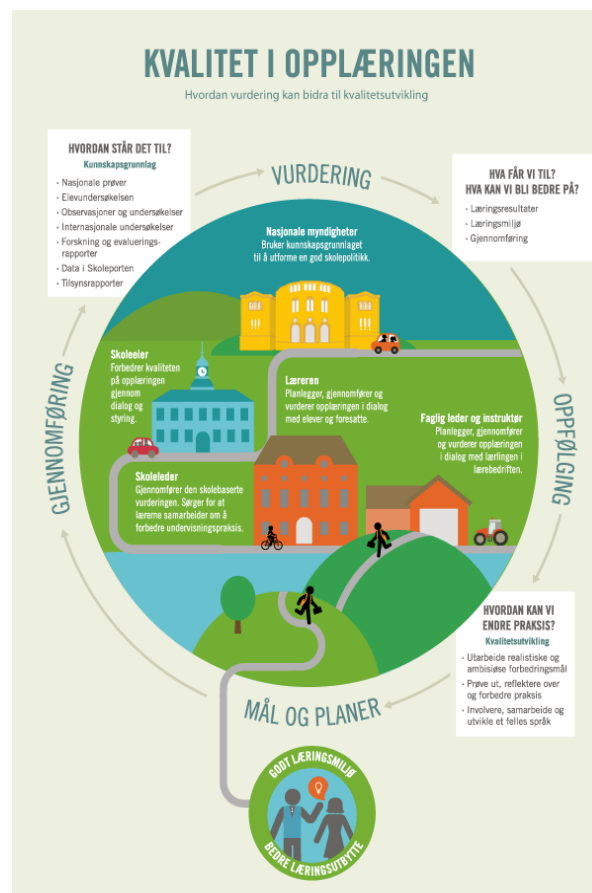 KVALITET I OPPLÆRINGEN
Hvordan vurdering kan bidra til kvalitetsutvikling
HVORDAN STÅR DET TIL?
Kunnskapsgrunnlag
- Nasjonale prøver
- Elevundersøkelsen
- Observasjoner og undersøkelser
- Internasjonale undersøkelser
- Forskning og evaluerings-
rapporter
- Data i Skoleporten
- Tilsynsrapporter
VURDERING
HVA FÅR VI TIL?
HVA KAN VI BLI BEDRE PÅ?
- Læringsresultater
- Læringsmiljø
- Gjennomføring
Nasjonale myndigheter
Bruker kunnskapsgrunnlaget
til å utforme en god skolepolitikk.
Skoleeier
Forbedrer kvaliteten
på opplæringen
gjennom
dialog og
styring.
Læreren
Planlegger, gjennomfører og
vurderer opplæringen i dialog
med elever og foresatte.
Faglig leder og instruktør
Planlegger, gjennomfører
og vurderer opplæringen
i dialog med lærlingen i
lærebedriften.
Skoleleder
Gjennomfører den skolebaserte
vurderingen. Sørger for at
lærerne samarbeider om å
forbedre undervisningspraksis.
GJENNOMFØRING
OPPFØLGING
HVORDAN KAN VI
ENDRE PRAKSIS?
Kvalitetsutvikling
- Utarbeide realistiske og
ambisiøse forbedringsmål
- Prøve ut, reflektere over
og forbedre praksis
- Involvere, samarbeide og
utvikle et felles språk
MÅL OG PLANER
GODT LÆRINGSMILJØ
BEDRE LÆRINGSUTBYTTE